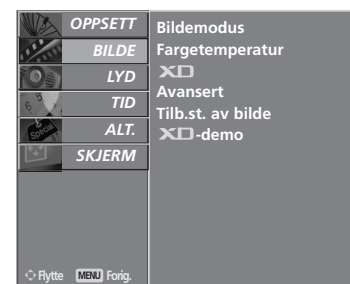 OPPSETT
BILDE
LYD
TID
ALT.
SKJERM
Bildemodus
Fargetemperatur
XD
Avansert
Tilb.st. av bilde
XD-demo
Flytte MENU Forig.